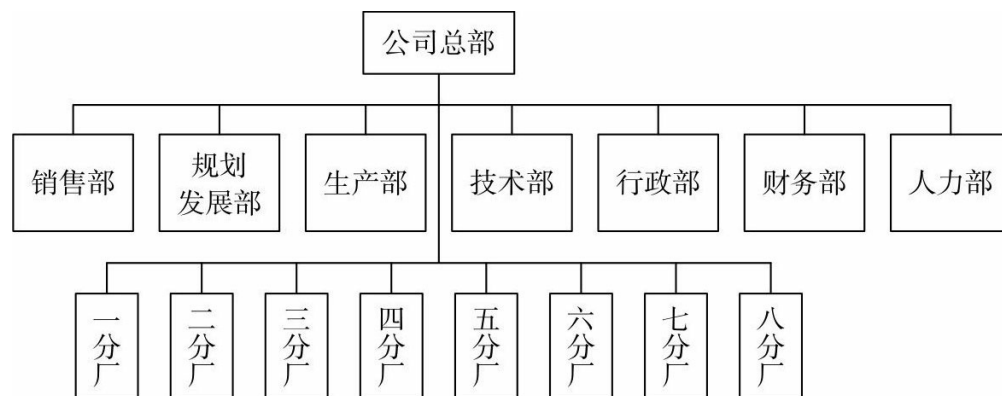 公司总部
销售部
规划
发展部
生产部
技术部
行政部
财务部
人力部
一分厂
二分厂
三分厂
四分厂
五分厂
六分厂
七分厂
八分厂